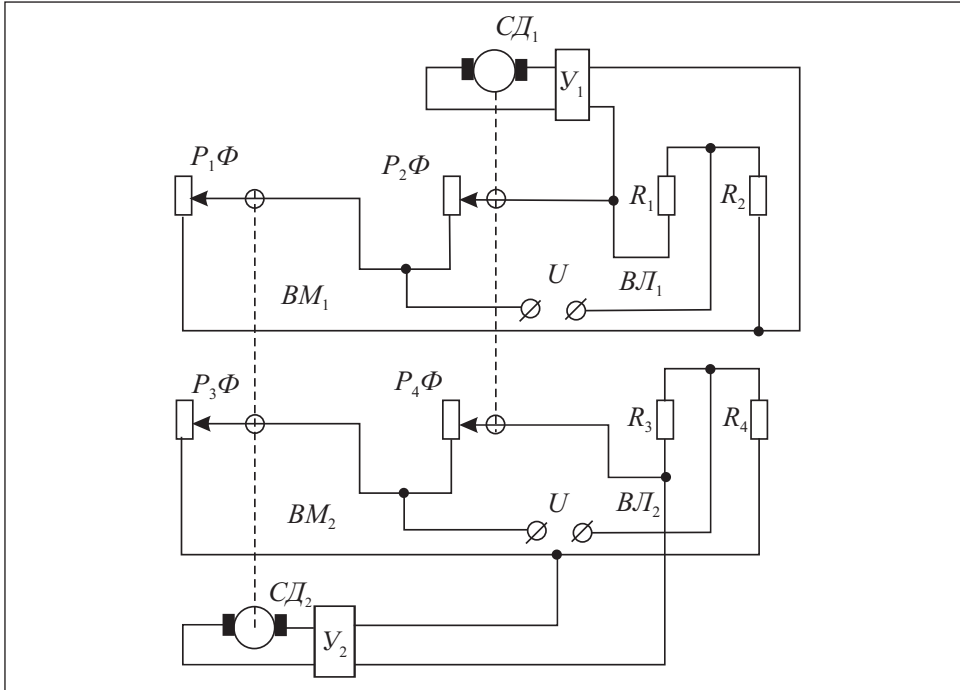 СД₁
У₁
Р₁Ф
Р₂Ф
R₁
R₂
U
ВЛ₁
ВМ₁
Р₃Ф
Р₄Ф
R₃
R₄
U
ВЛ₂
ВМ₂
СД₂
У₂